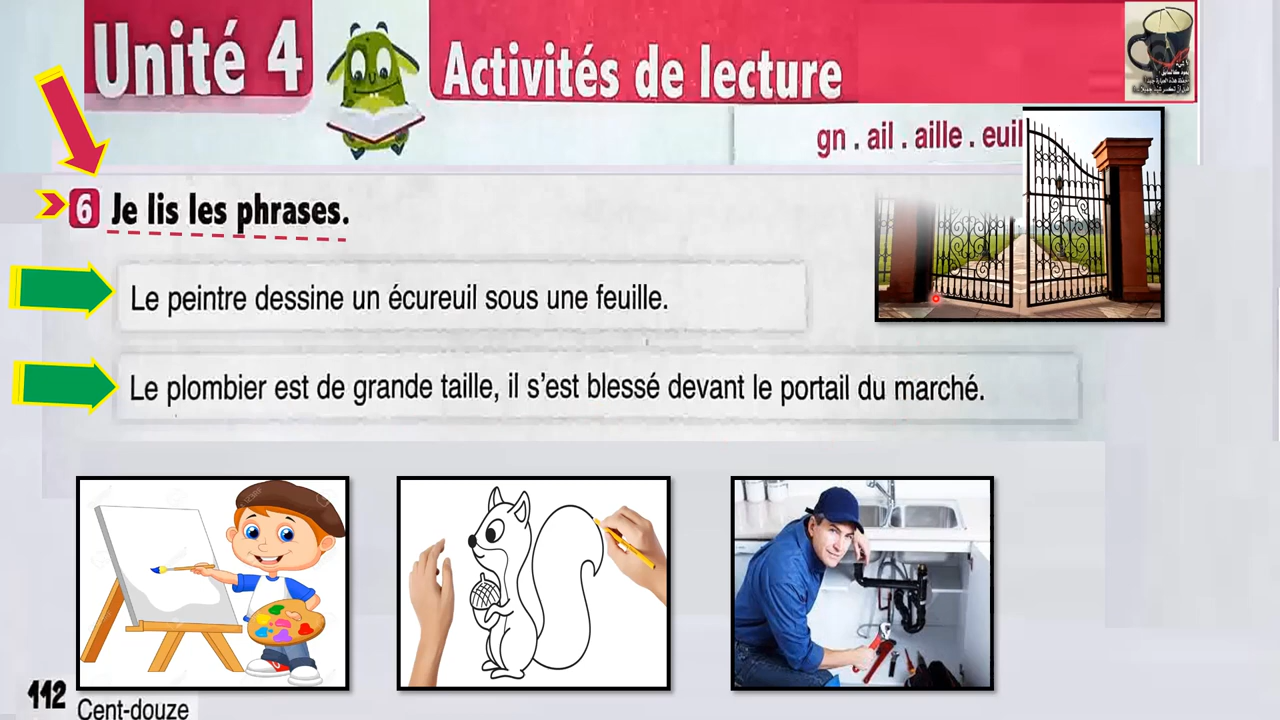 Unité 4
Activités de lecture
gn . ail . aille . euil
6 Je lis les phrases.
Le peintre dessine un écureuil sous une feuille.
Le plombier est de grande taille, il s'est blessé devant le portail du marché.
112
Cent-douze